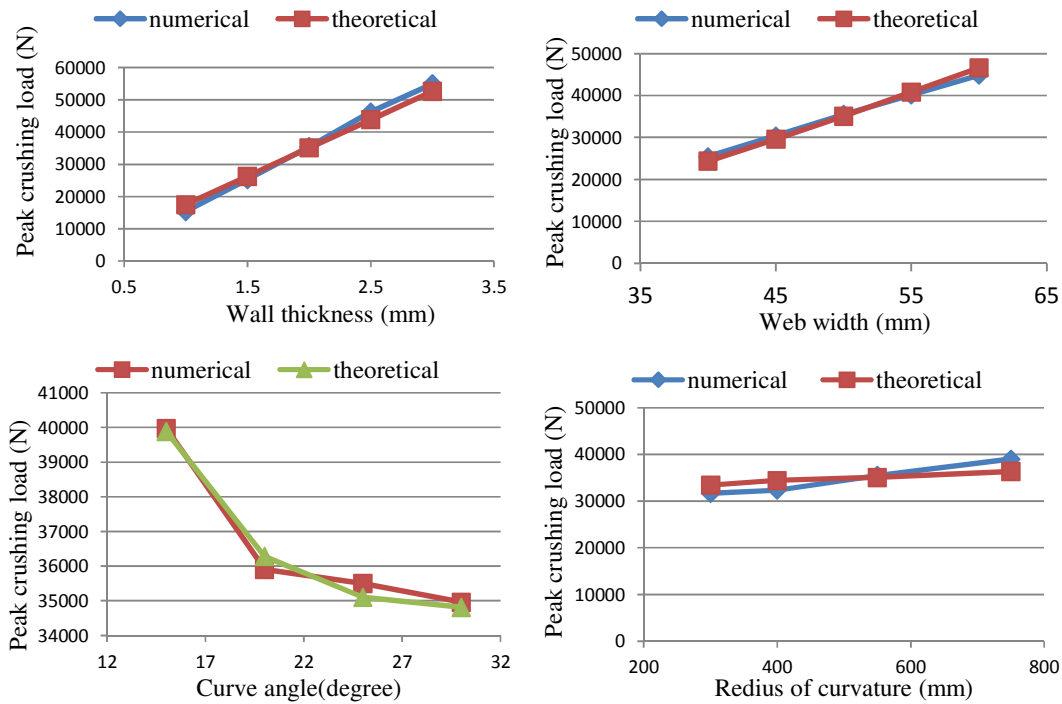 numerical theoretical
Peak crushing load (N)
60000
50000
40000
30000
20000
10000
0
0.5 1.5 2.5 3.5
Wall thickness (mm)
numerical theoretical
Peak crushing load (N)
50000
40000
30000
20000
10000
0
35 45 55 65
Web width (mm)
numerical theoretical
Peak crushing load (N)
41000
40000
39000
38000
37000
36000
35000
34000
12 17 22 27 32
Curve angle(degree)
numerical theoretical
Peak crushing load (N)
50000
40000
30000
20000
10000
0
200 400 600 800
Redius of curvature (mm)